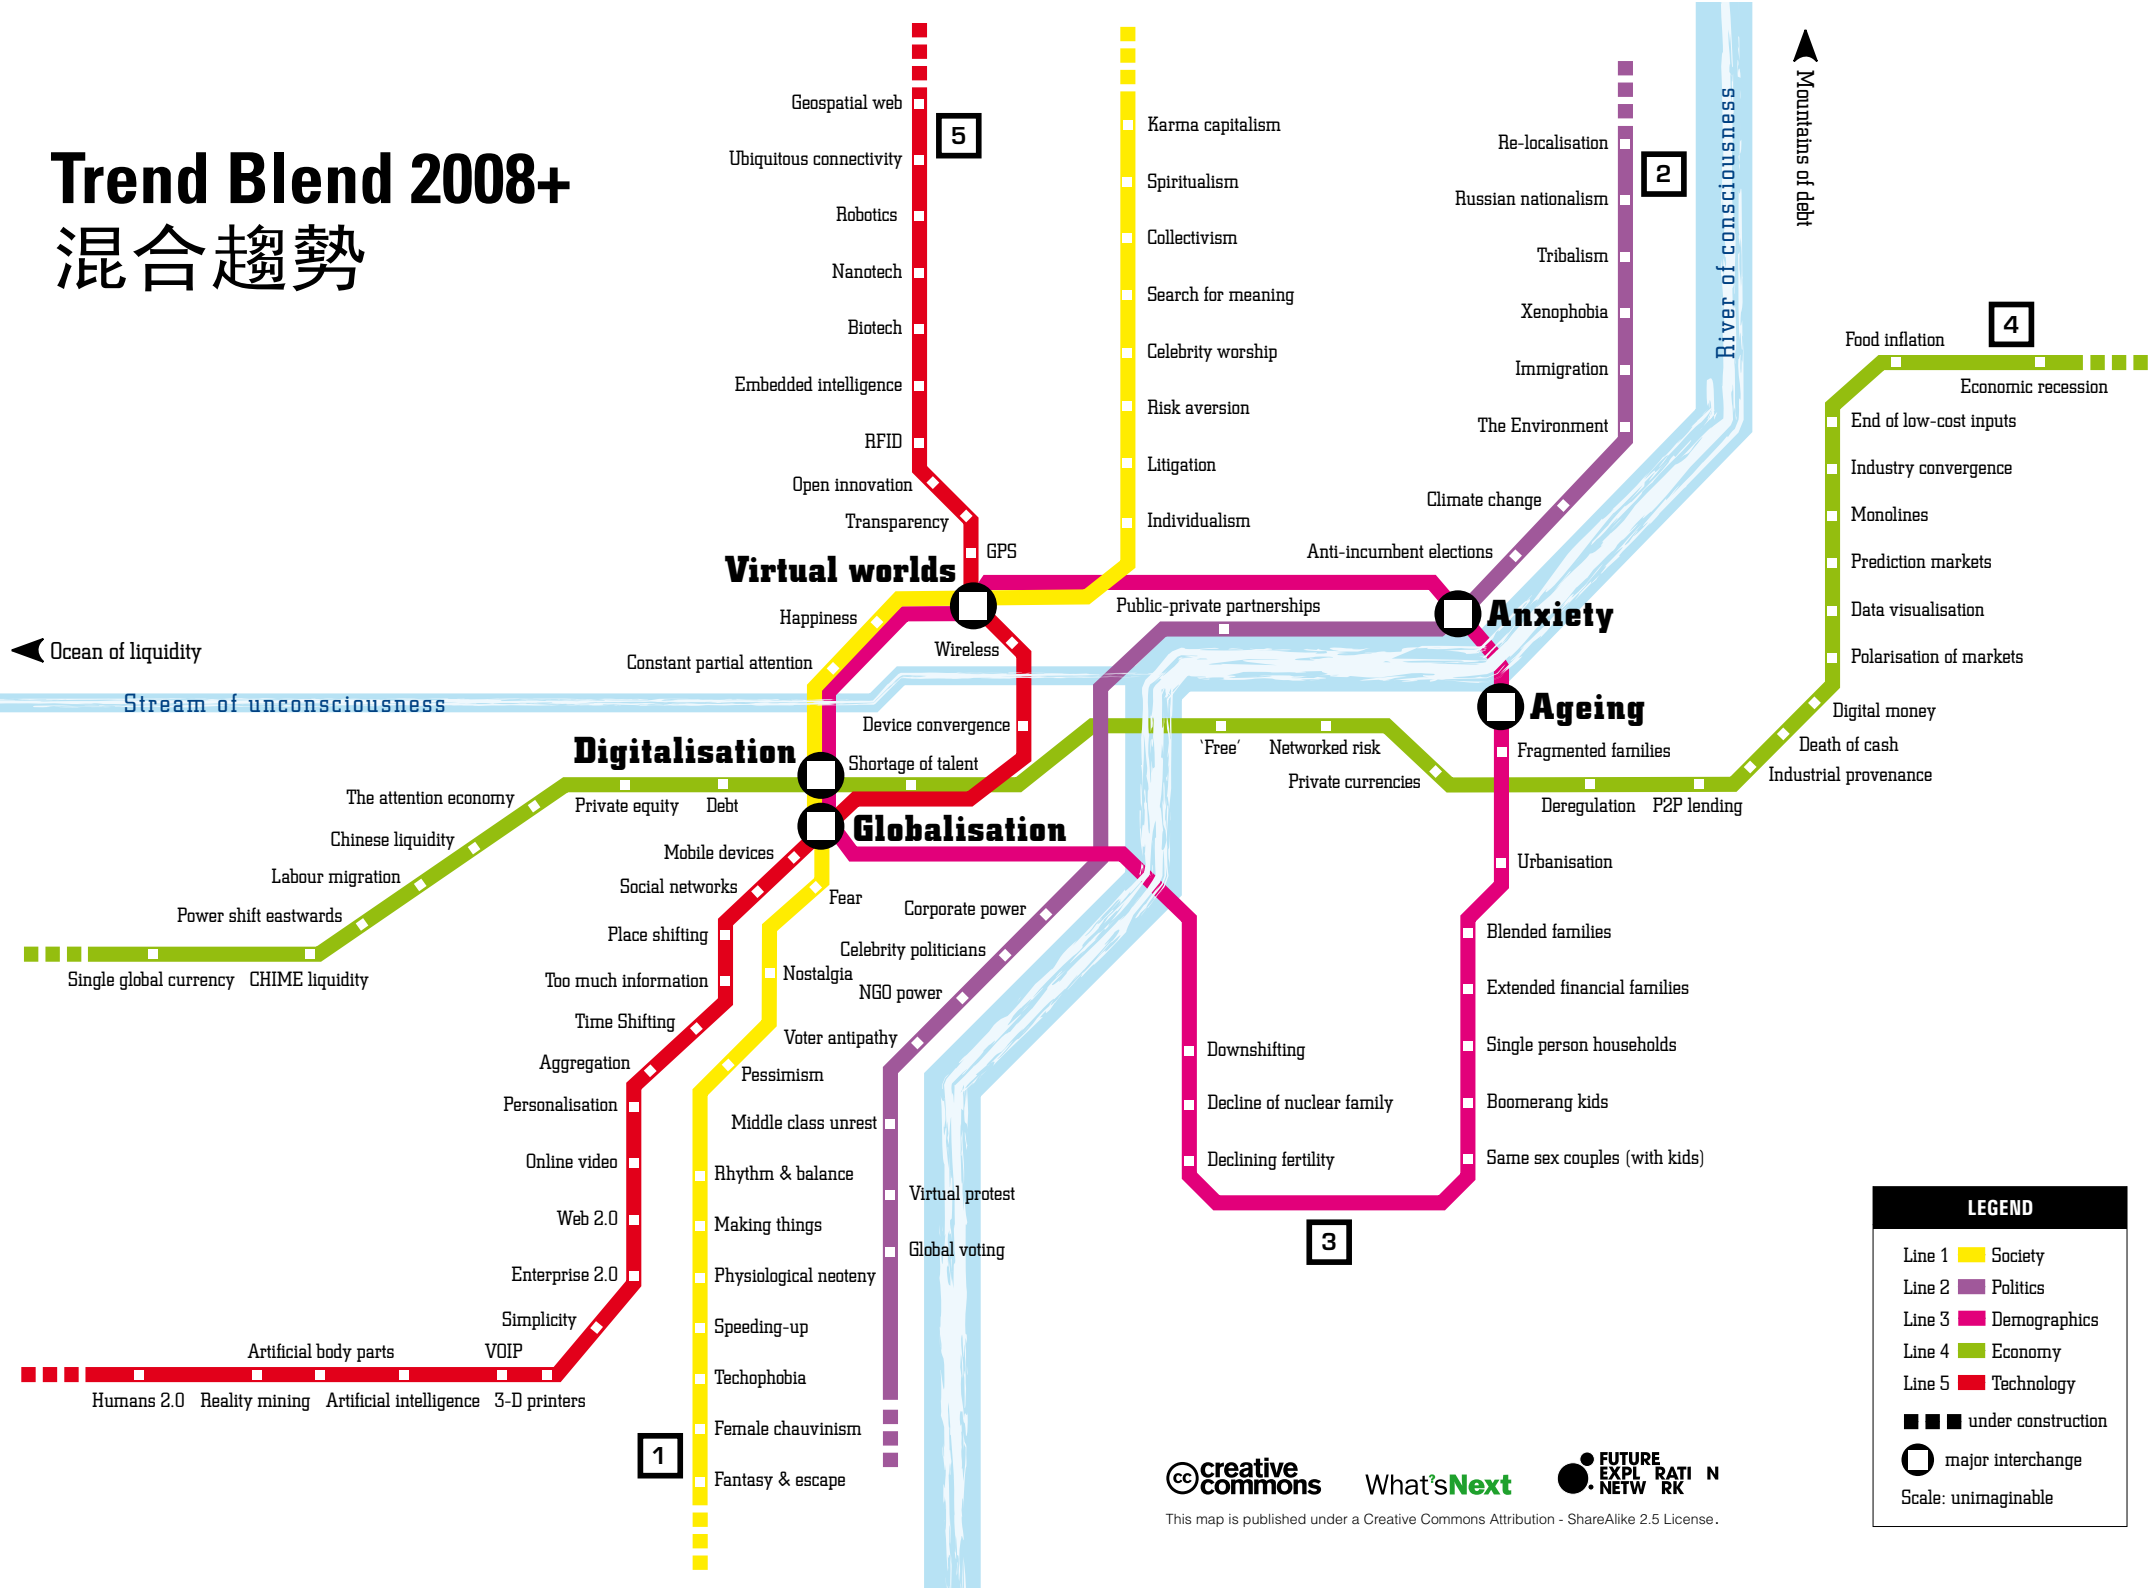 Trend Blend 2008+
混合趨勢
5
Geospatial web
Ubiquitous connectivity
Robotics
Nanotech
Biotech
Embedded intelligence
RFID
Open innovation
Transparency
GPS
Karma capitalism
Spiritualism
Collectivism
Search for meaning
Celebrity worship
Risk aversion
Litigation
Individualism
2
Re-localisation
Russian nationalism
Tribalism
Xenophobia
Immigration
The Environment
Climate change
Anti-incumbent elections
River of consciousness
Mountains of debt
4
Food inflation
Economic recession
End of low-cost inputs
Industry convergence
Monolines
Prediction markets
Data visualisation
Polarisation of markets
Digital money
Death of cash
Industrial provenance
Virtual worlds
Happiness
Constant partial attention
Wireless
Public-private partnerships
Anxiety
Ocean of liquidity
Stream of unconsciousness
Device convergence
Ageing
Digitalisation
Shortage of talent
'Free'
Networked risk
Private currencies
Fragmented families
Deregulation
P2P lending
The attention economy
Private equity
Debt
Chinese liquidity
Labour migration
Power shift eastwards
Single global currency
CHIME liquidity
Globalisation
Mobile devices
Social networks
Fear
Place shifting
Too much information
Nostalgia
Time Shifting
Aggregation
Pessimism
Personalisation
Online video
Web 2.0
Enterprise 2.0
Simplicity
Artificial body parts
VOIP
Humans 2.0
Reality mining
Artificial intelligence
3-D printers
Corporate power
Celebrity politicians
NGO power
Voter antipathy
Middle class unrest
Virtual protest
Global voting
Rhythm & balance
Making things
Physiological neoteny
Speeding-up
Techophobia
Female chauvinism
Fantasy & escape
1
Urbanisation
Blended families
Extended financial families
Single person households
Boomerang kids
Same sex couples (with kids)
Downshifting
Decline of nuclear family
Declining fertility
3
LEGEND
Line 1 Society
Line 2 Politics
Line 3 Demographics
Line 4 Economy
Line 5 Technology
under construction
major interchange
Scale: unimaginable
cc creative commons
What'sNext
FUTURE
EXPL RATI N
NETW RK
This map is published under a Creative Commons Attribution - ShareAlike 2.5 License.